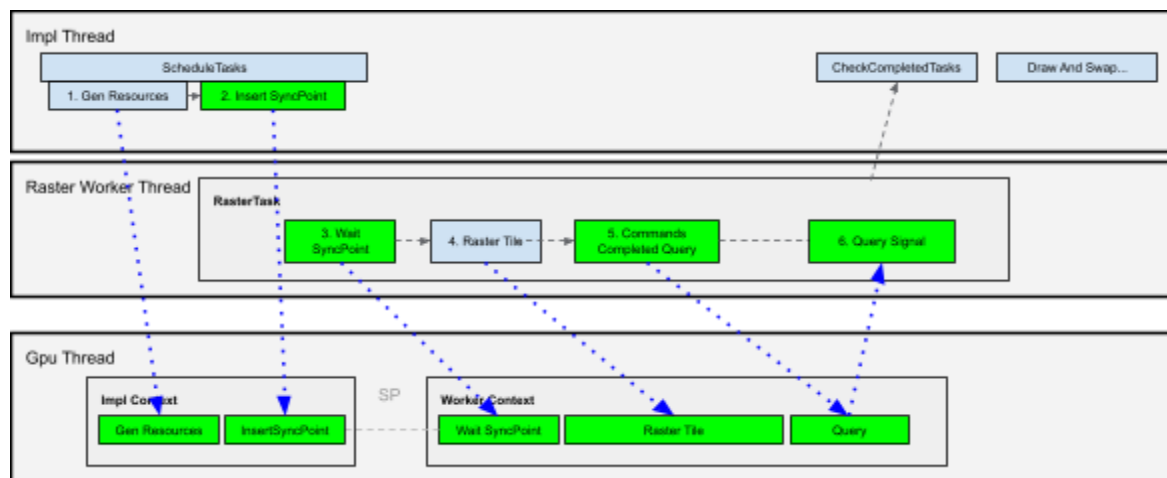 Impl Thread
ScheduleTasks
1. Gen Resources
2. Insert SyncPoint
CheckCompletedTasks
Draw And Swap...
Raster Worker Thread
RasterTask
3. Wait
SyncPoint
4. Raster Tile
5. Commands
Completed Query
6. Query Signal
Gpu Thread
Impl Context
Gen Resources
InsertSyncPoint
SP
Worker Context
Wait SyncPoint
Raster Tile
Query